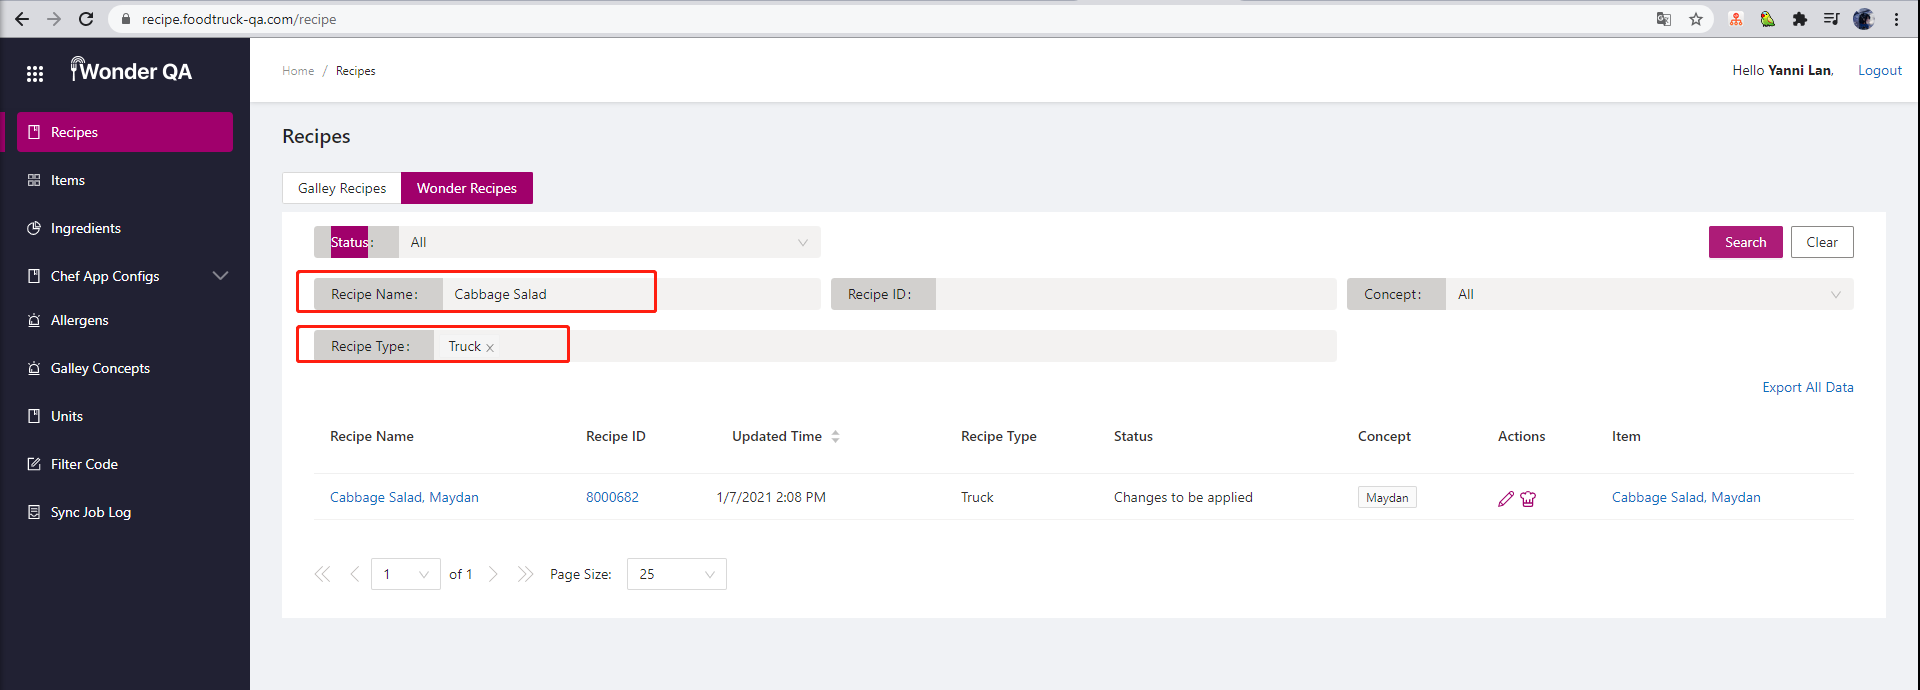 recipe.foodtruck-qa.com/recipe
Wonder QA
Home / Recipes
Hello Yanni Lan, Logout
Recipes
Items
Ingredients
Chef App Configs
Allergens
Galley Concepts
Units
Filter Code
Sync Job Log
Recipes
Galley Recipes Wonder Recipes
Status: All Search Clear
Recipe Name: Cabbage Salad Recipe ID: Concept: All
Recipe Type: Truck ×
Export All Data
Recipe Name Recipe ID Updated Time Recipe Type Status Concept Actions Item
Cabbage Salad, Maydan 8000682 1/7/2021 2:08 PM Truck Changes to be applied Maydan Cabbage Salad, Maydan
1 of 1 Page Size: 25